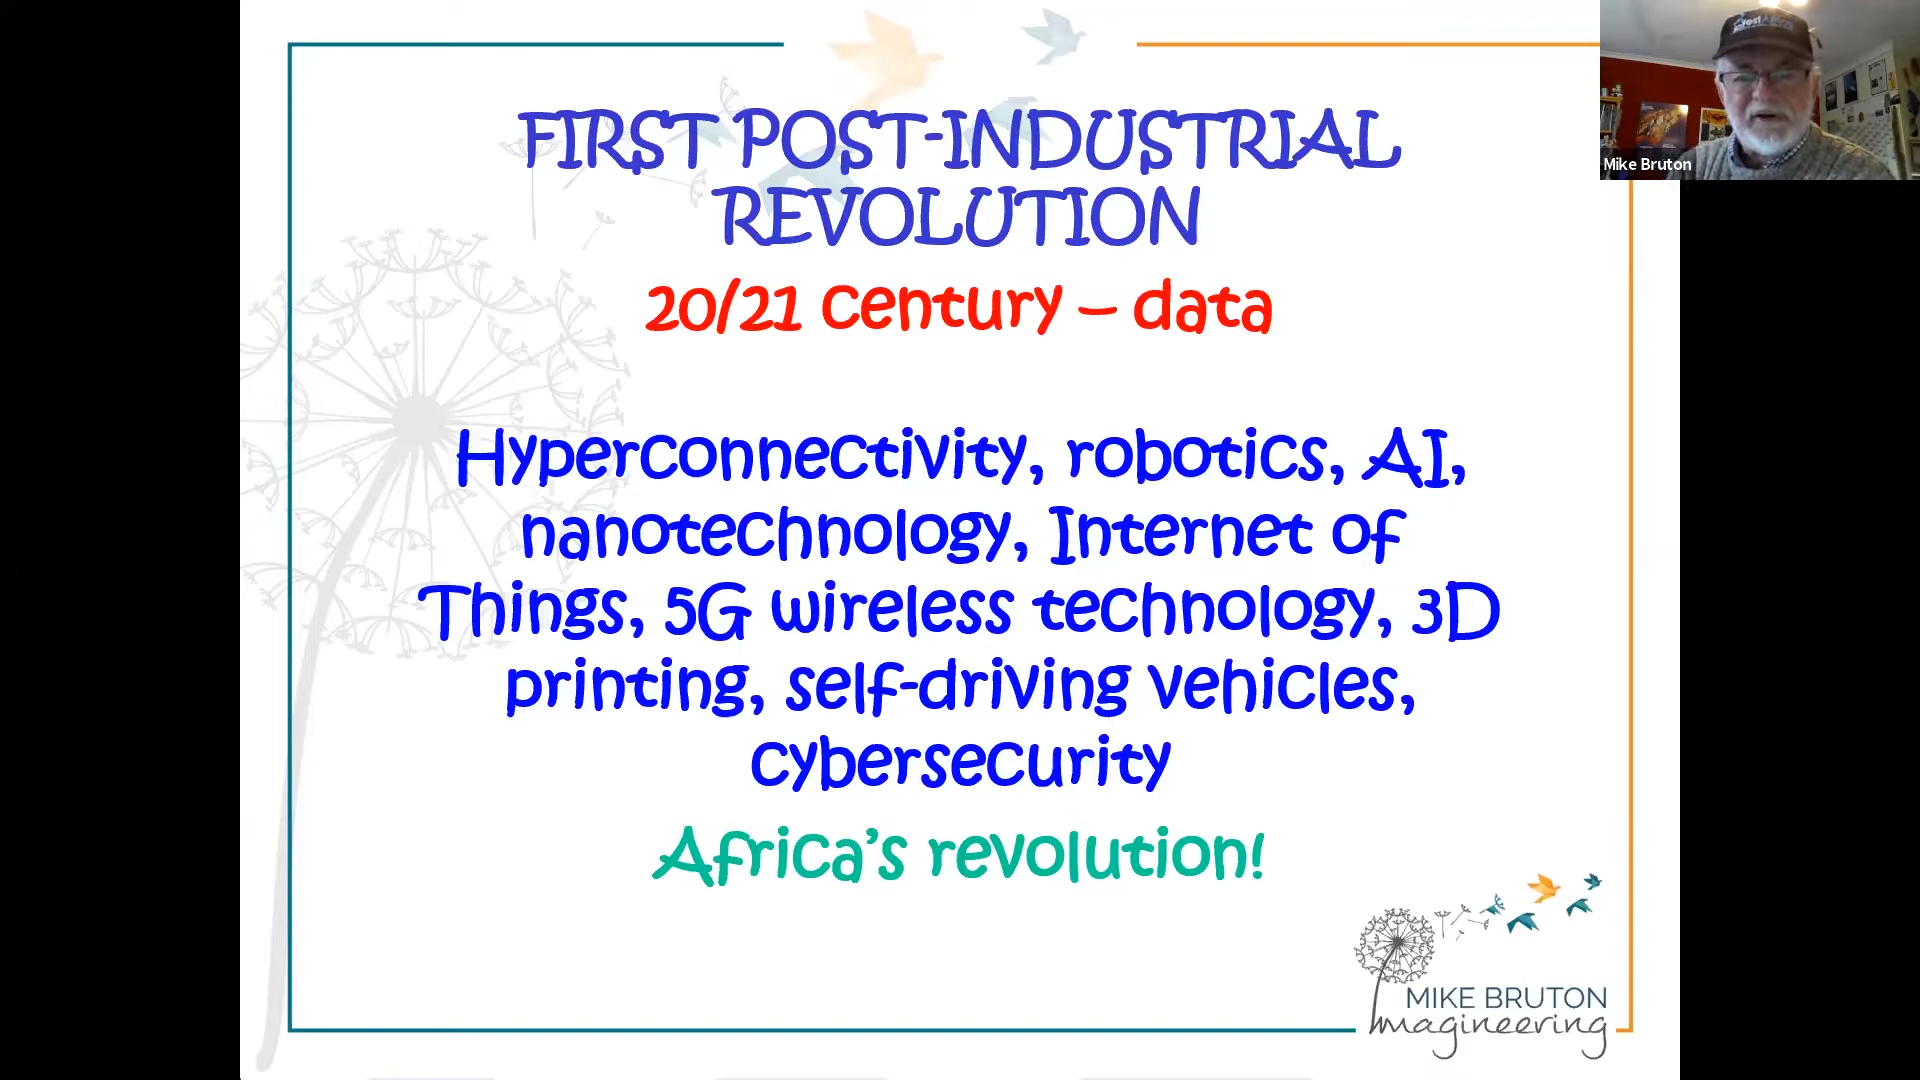 FIRST POST-INDUSTRIAL
REVOLUTION
20/21 century – data
Hyperconnectivity, robotics, AI,
nanotechnology, Internet of
Things, 5G wireless technology, 3D
printing, self-driving vehicles,
cybersecurity
Africa's revolution!
MIKE BRUTON
Imagineering
Mike Bruton